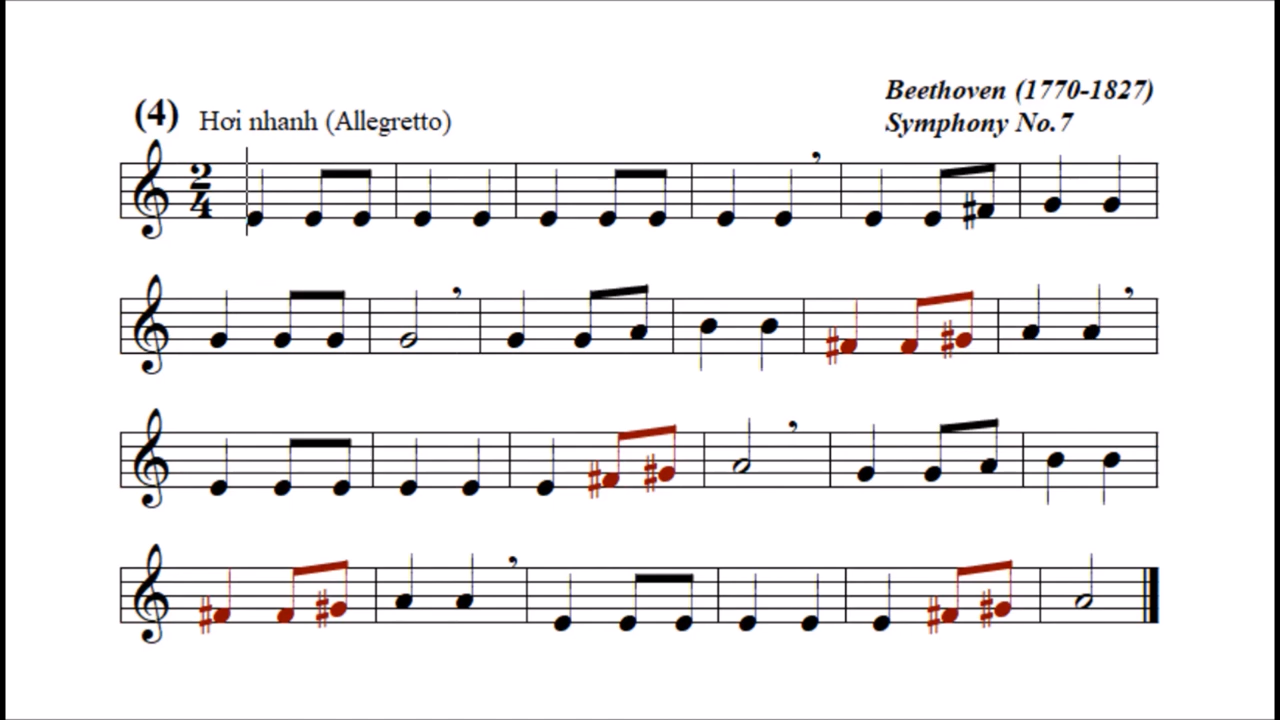 Beethoven (1770-1827)
(4) Hơi nhanh (Allegretto)
Symphony No.7
2
4